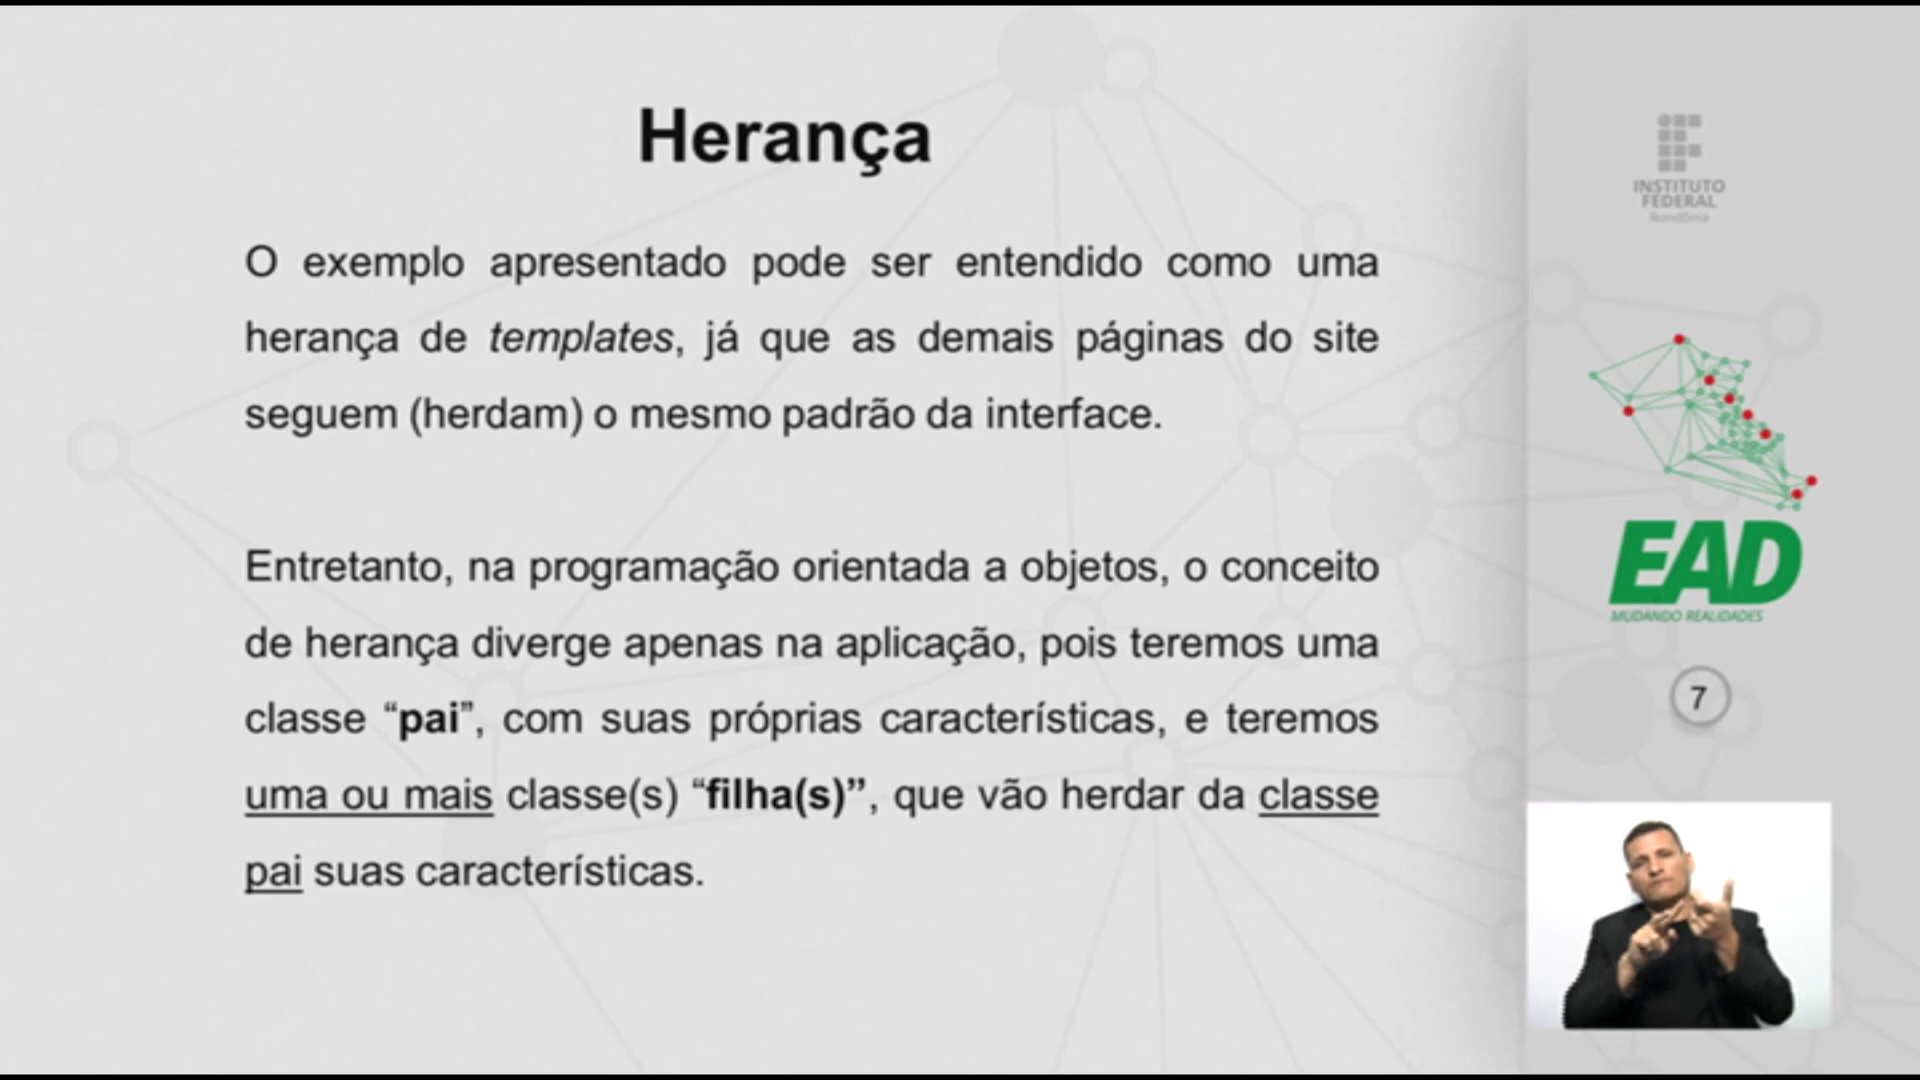 Herança
O exemplo apresentado pode ser entendido como uma
herança de templates, já que as demais páginas do site
seguem (herdam) o mesmo padrão da interface.
Entretanto, na programação orientada a objetos, o conceito
de herança diverge apenas na aplicação, pois teremos uma
classe “pai”, com suas próprias características, e teremos
uma ou mais classe(s) “filha(s)”, que vão herdar da classe
pai suas características.
INSTITUTO
FEDERAL
Rondônia
EAD
MUDANDO REALIDADES
7